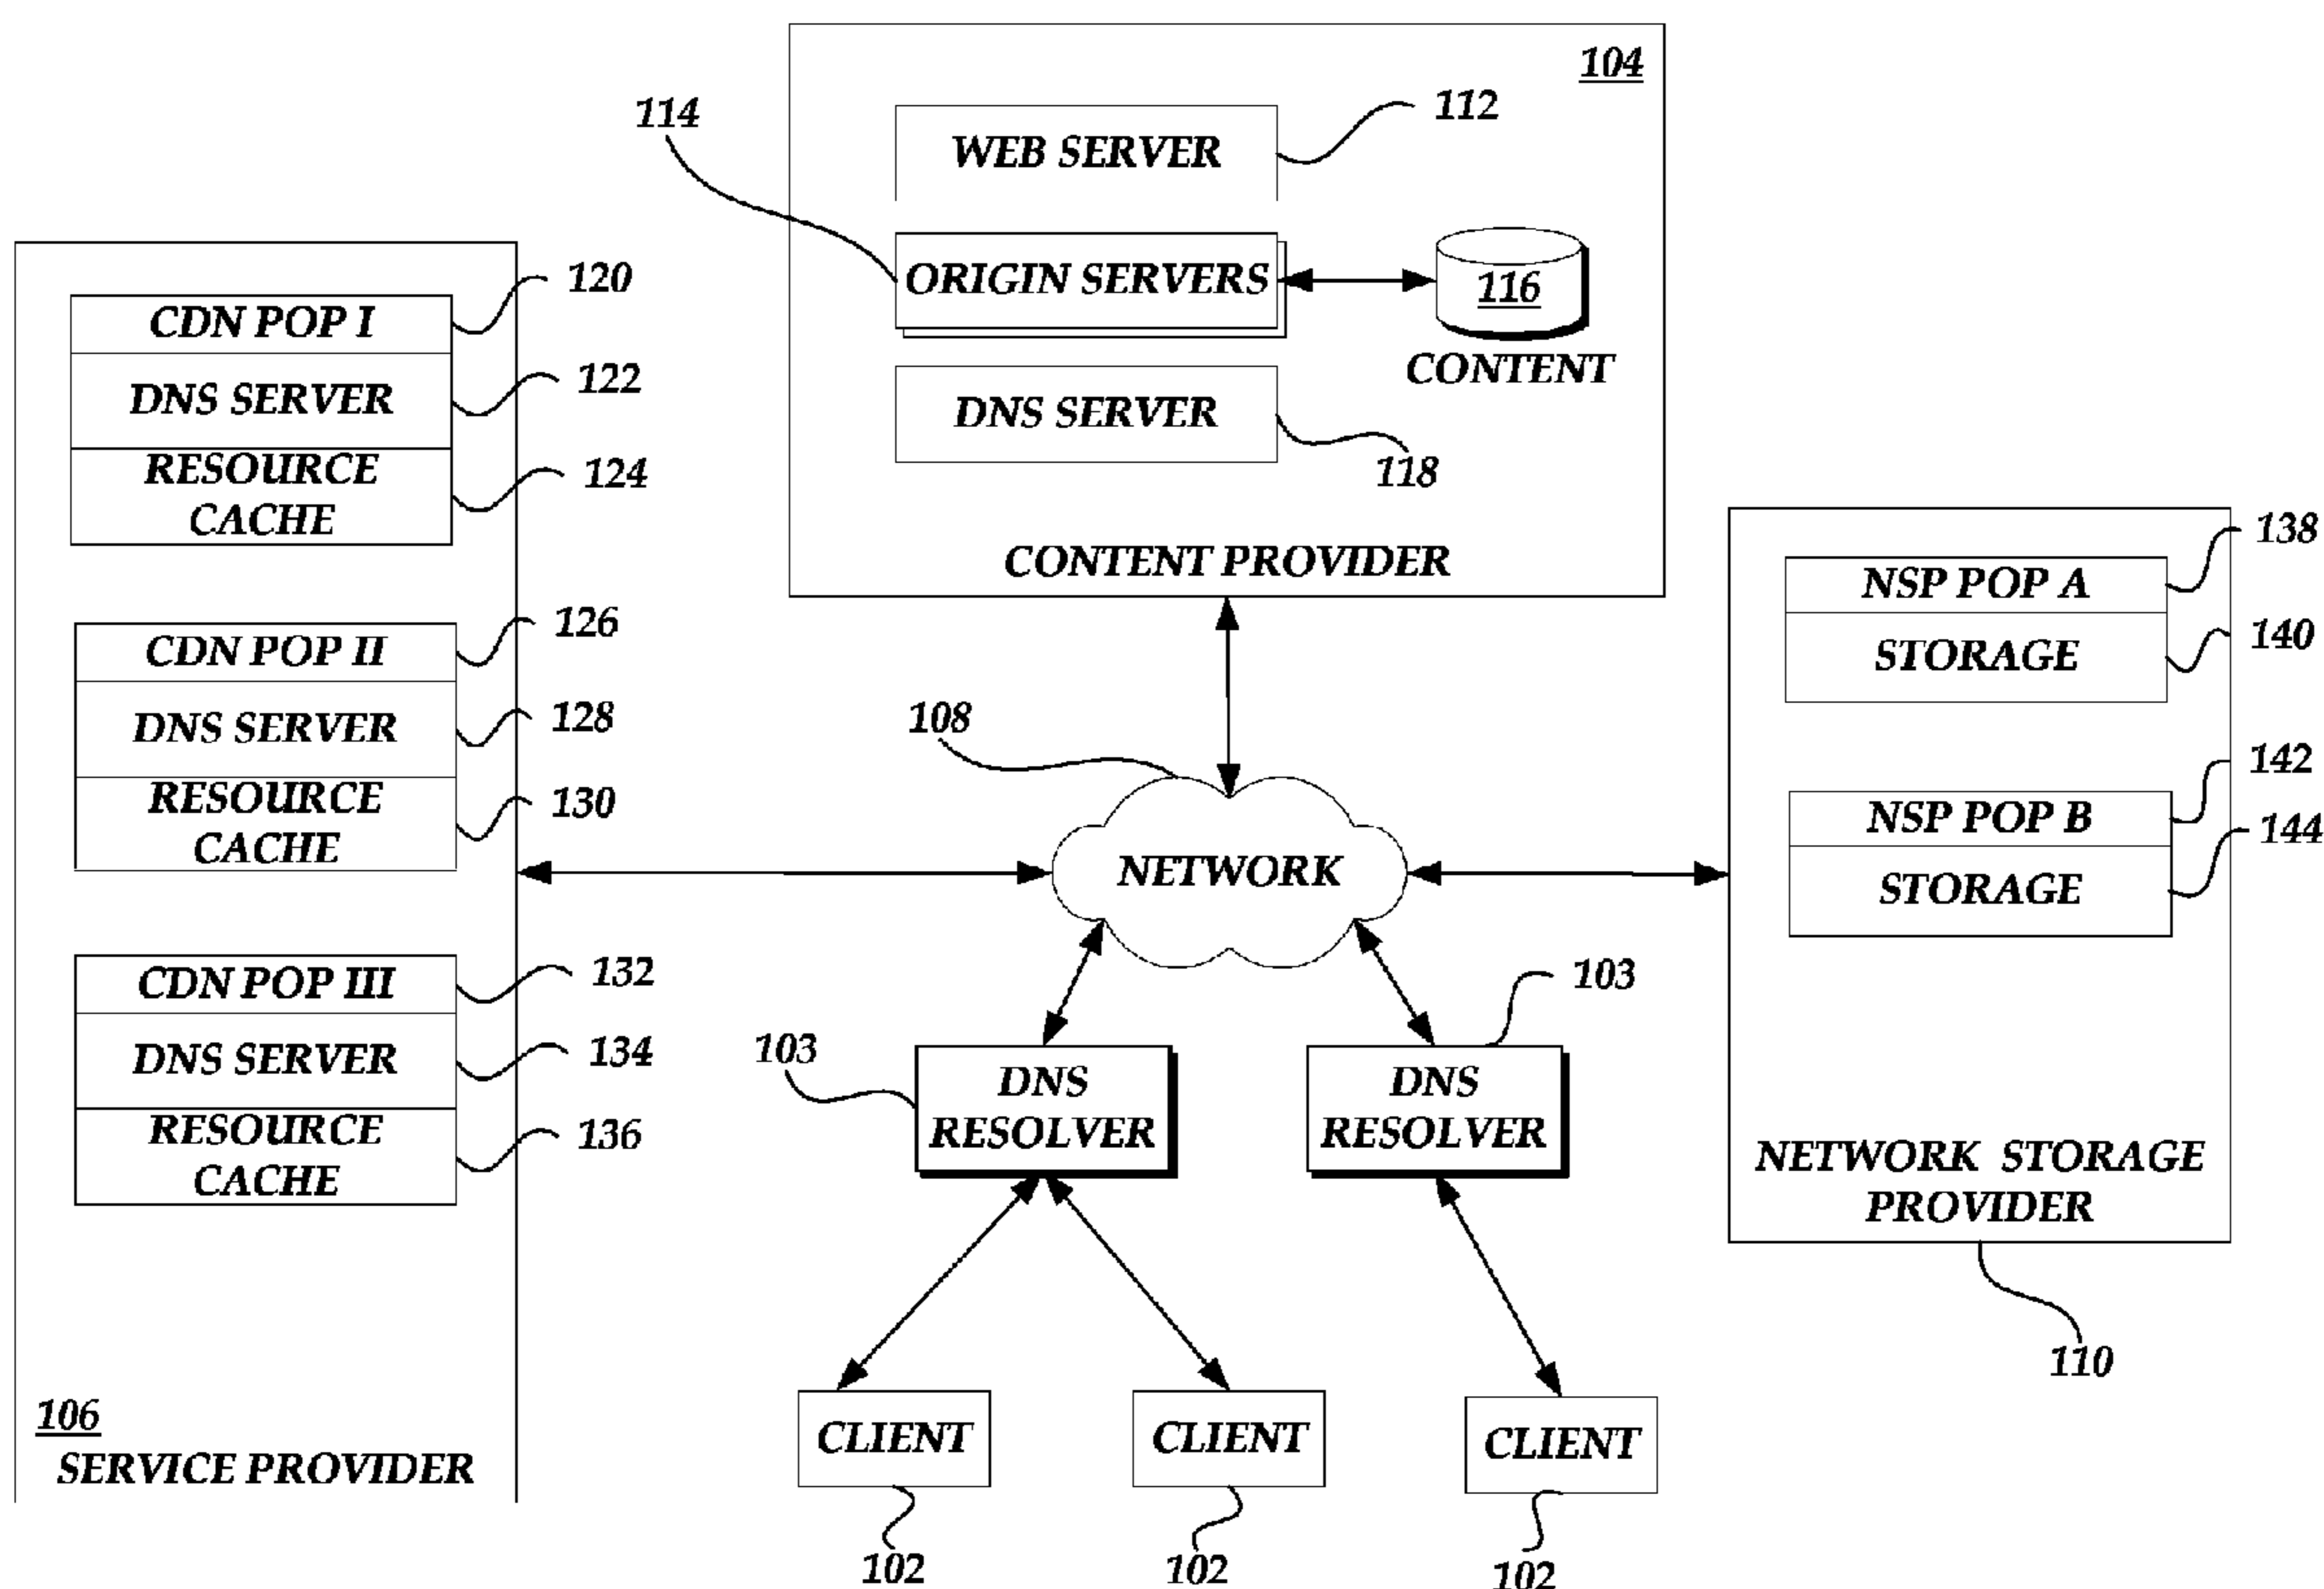 104
114
112
WEB SERVER
ORIGIN SERVERS
116
CONTENT
DNS SERVER
118
CONTENT PROVIDER
120
CDN POP I
122
DNS SERVER
124
RESOURCE
CACHE
126
CDN POP II
128
DNS SERVER
130
RESOURCE
CACHE
132
CDN POP III
134
DNS SERVER
136
RESOURCE
CACHE
106
SERVICE PROVIDER
108
NETWORK
103
DNS
RESOLVER
103
DNS
RESOLVER
CLIENT
102
CLIENT
102
CLIENT
102
138
NSP POP A
140
STORAGE
142
NSP POP B
144
STORAGE
NETWORK STORAGE
PROVIDER
110